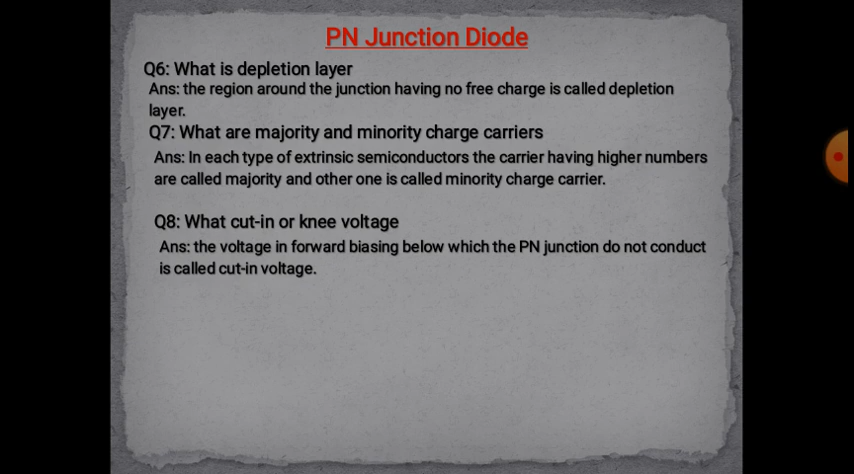 PN Junction Diode
Q6: What is depletion layer
Ans: the region around the junction having no free charge is called depletion
layer.
Q7: What are majority and minority charge carriers
Ans: In each type of extrinsic semiconductors the carrier having higher numbers
are called majority and other one is called minority charge carrier.
Q8: What cut-in or knee voltage
Ans: the voltage in forward biasing below which the PN junction do not conduct
is called cut-in voltage.